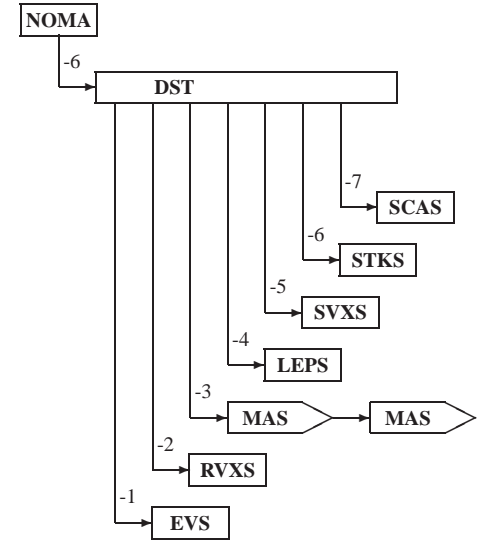 NOMA
-6
DST
-7
SCAS
-6
STKS
-5
SVXS
-4
LEPS
-3
MAS MAS
-2
RVXS
-1
EVS